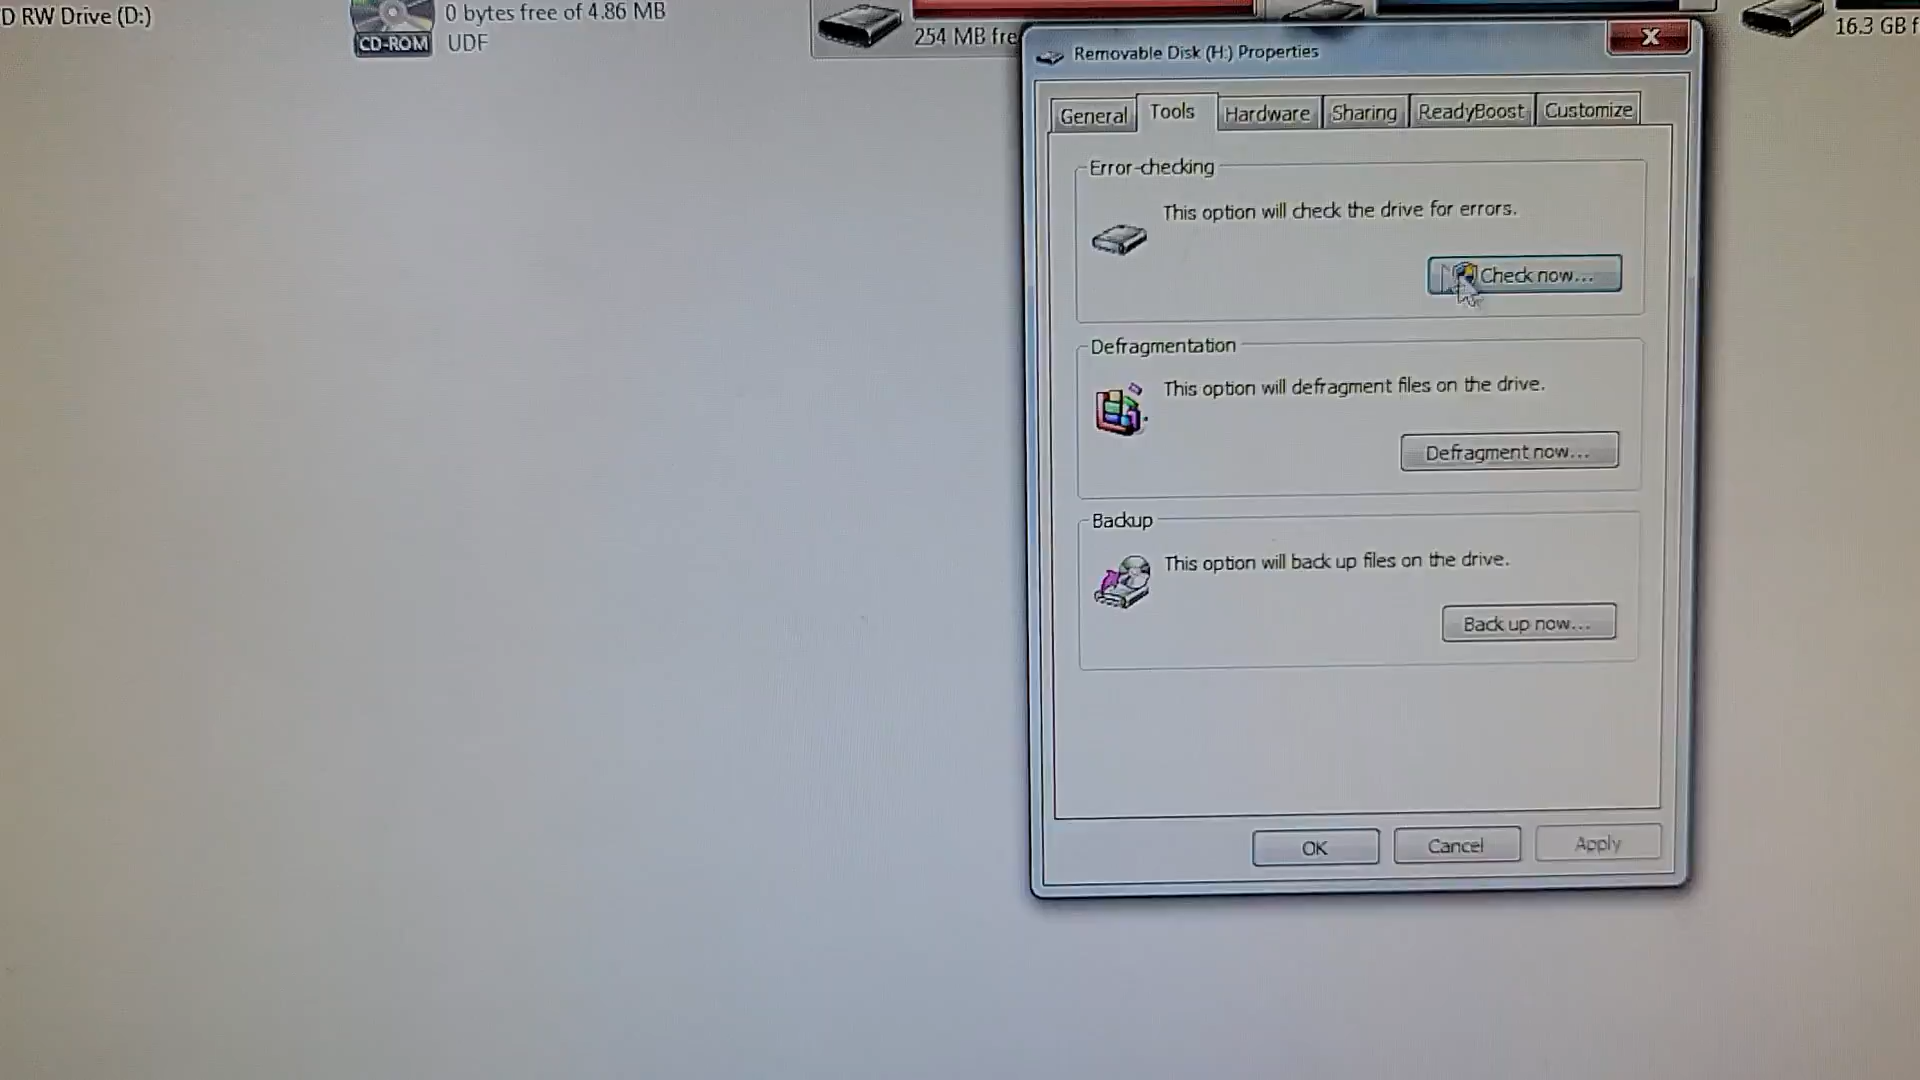 D RW Drive (D:)
CD-ROM
0 bytes free of 4.86 MB
UDF
254 MB fre
16.3 GB f
Removable Disk (H:) Properties
X
General
Tools
Hardware
Sharing
ReadyBoost
Customize
Error-checking
This option will check the drive for errors.
Check now...
Defragmentation
This option will defragment files on the drive.
Defragment now...
Backup
This option will back up files on the drive.
Back up now...
OK
Cancel
Apply